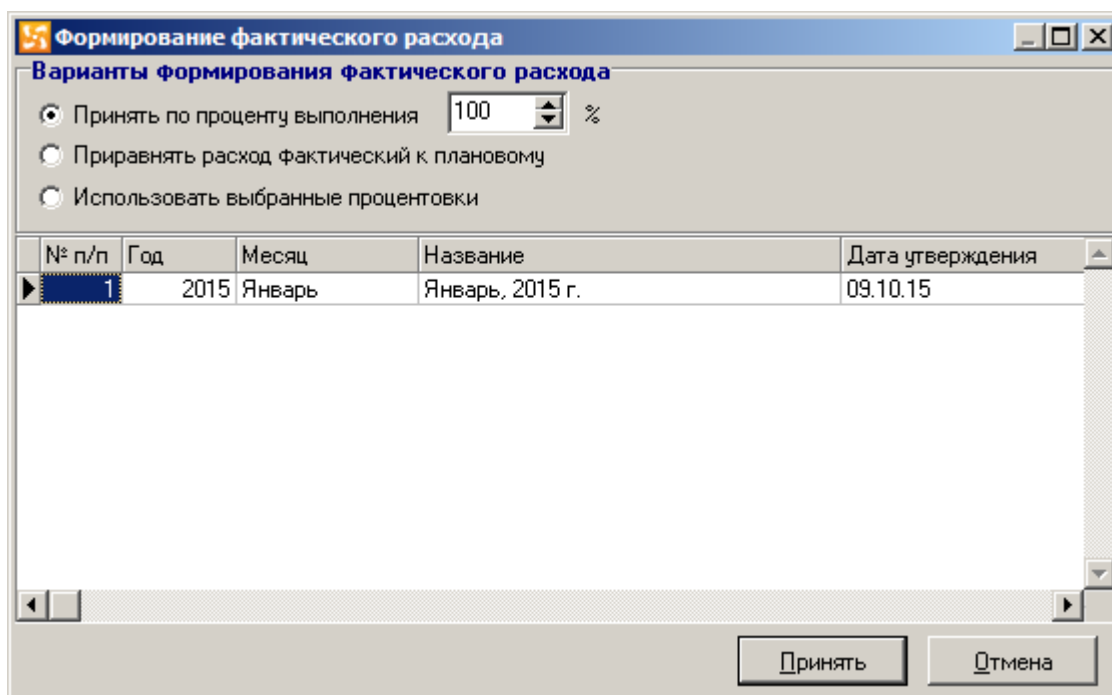 Формирование фактического расхода
Варианты формирования фактического расхода
Принять по проценту выполнения 100 %
Приравнять расход фактический к плановому
Использовать выбранные процентовки
№ п/п Год Месяц Название Дата утверждения
1 2015 Январь Январь, 2015 г. 09.10.15
Принять Отмена